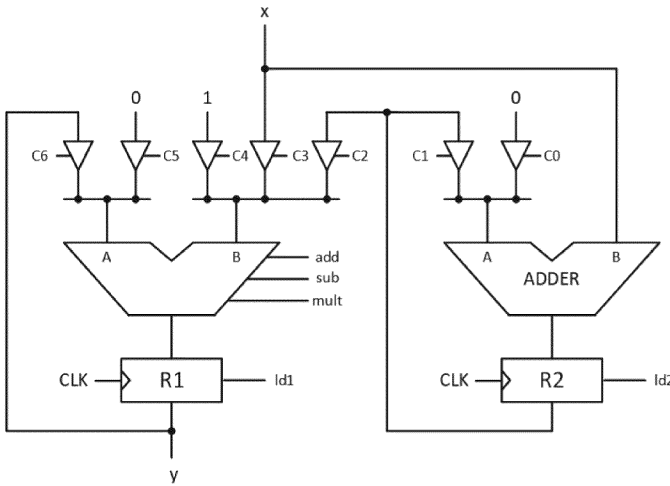 x
0 1 0
C6 C5 C4 C3 C2 C1 C0
A B add A B
ADDER
sub
mult
CLK R1 ld1 CLK R2 ld2
y